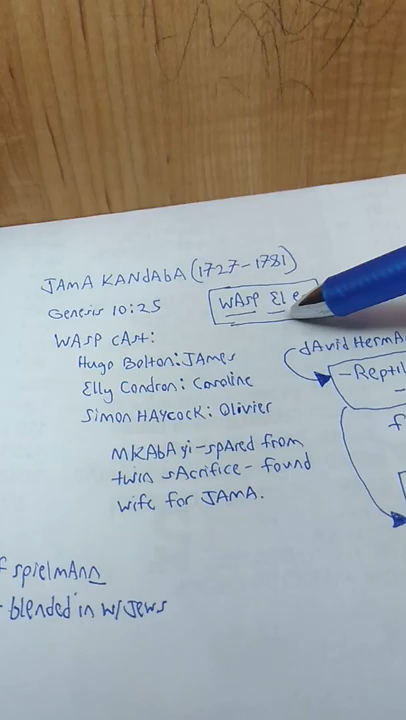 JAMA KANDABA (1727-1781)
Genesis 10:25
WASP El
WASP CAST:
Hugo Bolton: JAMES
Elly Condron: Caroline
Simon HAYCOCK: Olivier
dAvid HermA
- Reptil
f
MKABAyi - spAred from
twin sAcrifice - found
wife for JAMA.
f spielmAnn
- blended in w/Jews